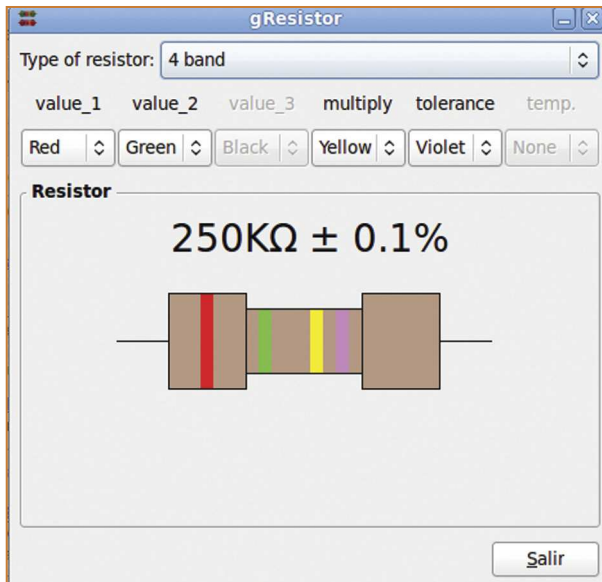 gResistor
Type of resistor: 4 band
value_1 value_2 value_3 multiply tolerance temp.
Red Green Black Yellow Violet None
Resistor
250KΩ ± 0.1%
Salir